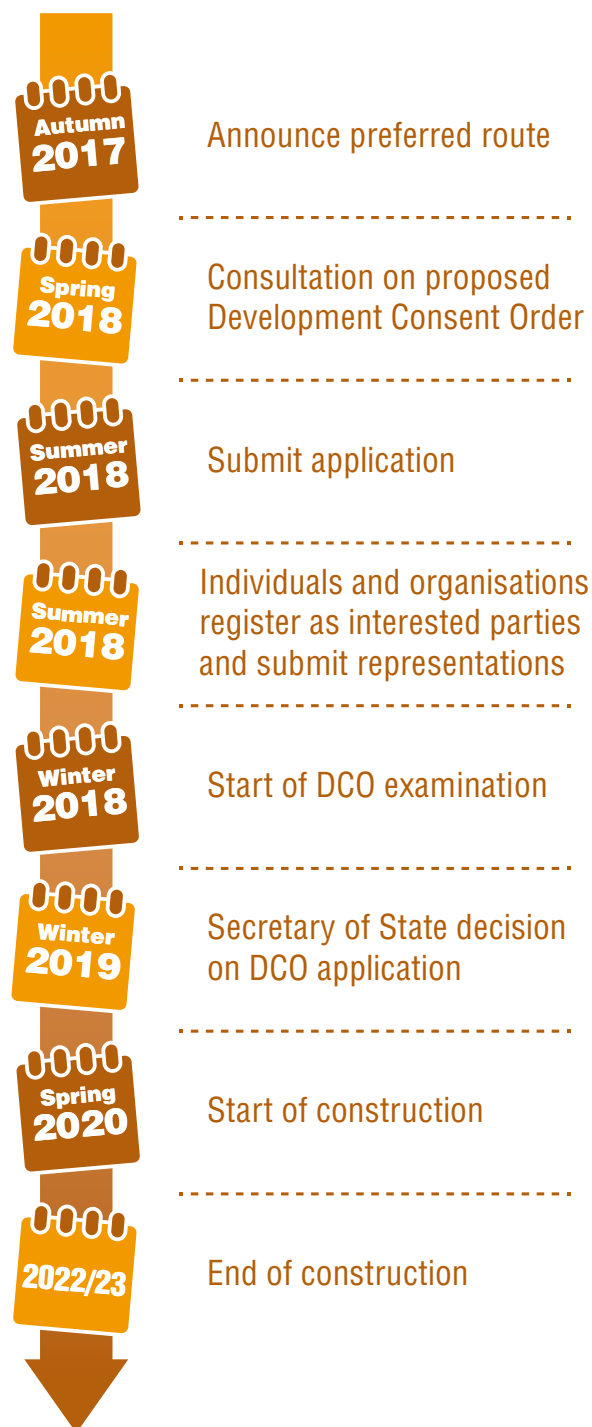 Autumn
2017
Announce preferred route
Spring
2018
Consultation on proposed
Development Consent Order
Summer
2018
Submit application
Summer
2018
Individuals and organisations
register as interested parties
and submit representations
Winter
2018
Start of DCO examination
Winter
2019
Secretary of State decision
on DCO application
Spring
2020
Start of construction
2022/23
End of construction